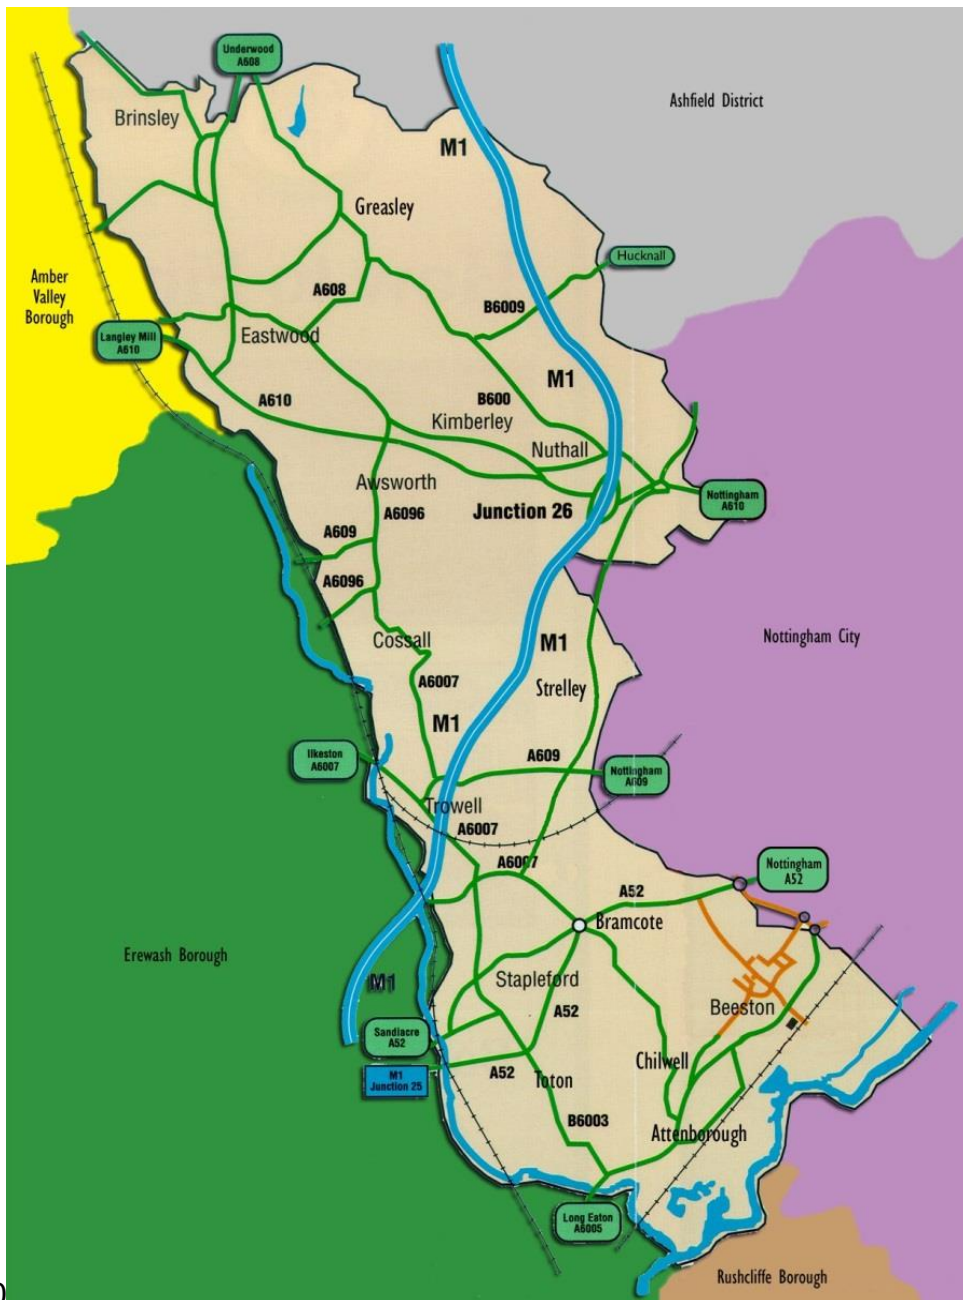 Underwood
A608
Ashfield District
Brinsley
M1
Greasley
Hucknall
Amber
Valley
Borough
A608
B6009
Langley Mill
A610
Eastwood
M1
A610
B600
Kimberley
Nuthall
Awsworth
Nottingham
A610
Junction 26
A6096
A609
A6096
Cossall
M1
Nottingham City
A6007
Strelley
M1
Ilkeston
A6007
A609
Nottingham
A609
Trowell
A6007
A6007
Nottingham
A52
A52
Bramcote
Erewash Borough
Stapleford
M1
Beeston
A52
Sandiacre
A52
Chilwell
M1
Junction 25
A52
Toton
B6003
Attenborough
Long Eaton
A6005
Rushcliffe Borough